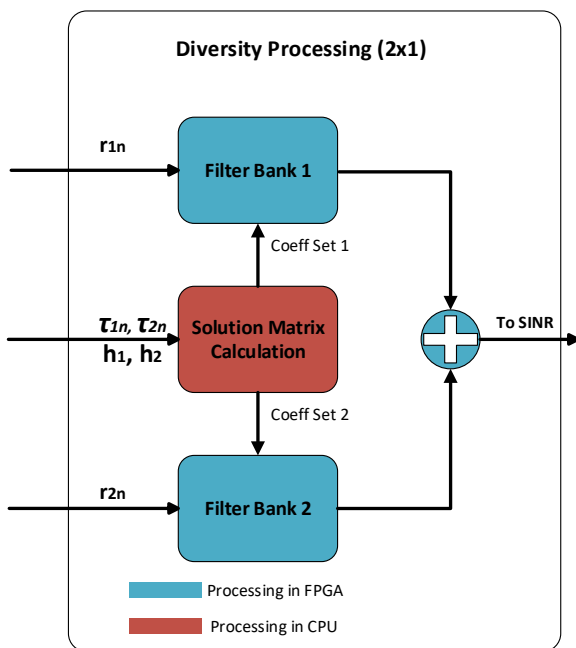 Diversity Processing (2x1)
r1n
Filter Bank 1
Coeff Set 1
τ1n, τ2n
h1, h2
Solution Matrix
Calculation
To SINR
Coeff Set 2
r2n
Filter Bank 2
Processing in FPGA
Processing in CPU